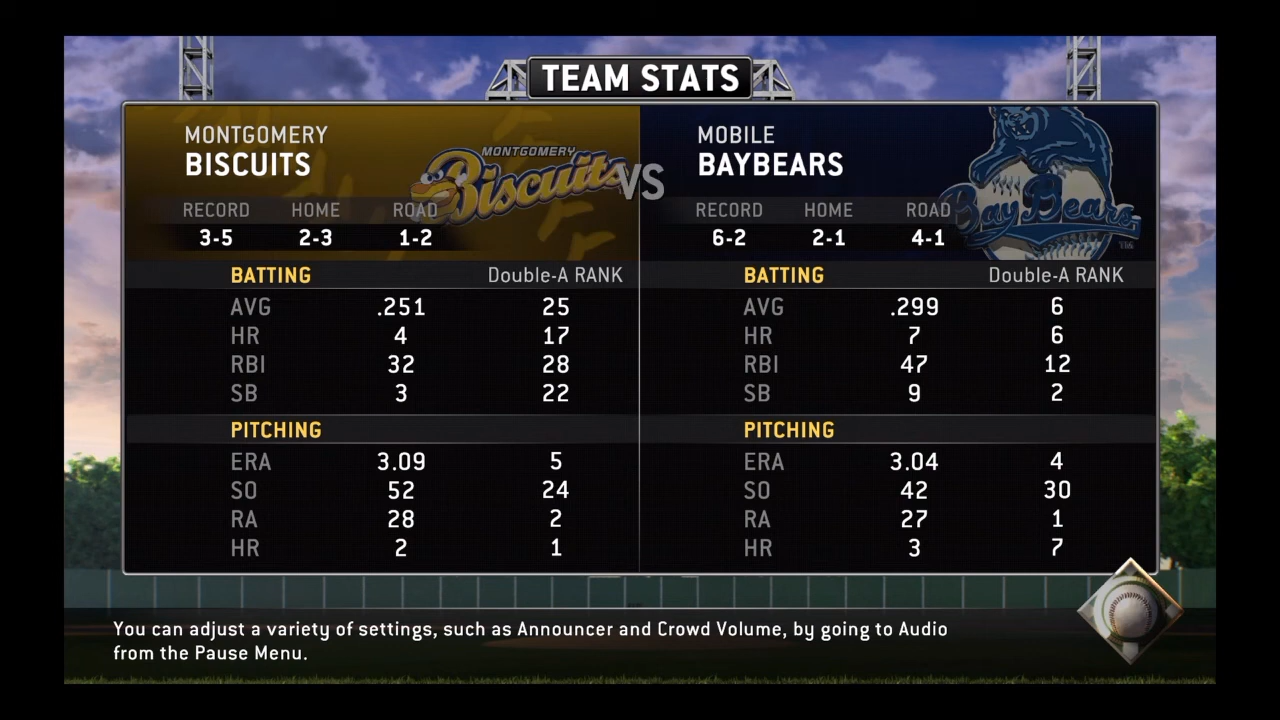 TEAM STATS
MONTGOMERY
BISCUITS
MONTGOMERY
Biscuits
RECORD HOME ROAD
3-5 2-3 1-2
VS
MOBILE
BAYBEARS
BayBears
TM
RECORD HOME ROAD
6-2 2-1 4-1
BATTING Double-A RANK
AVG .251 25
HR 4 17
RBI 32 28
SB 3 22
PITCHING
ERA 3.09 5
SO 52 24
RA 28 2
HR 2 1
BATTING Double-A RANK
AVG .299 6
HR 7 6
RBI 47 12
SB 9 2
PITCHING
ERA 3.04 4
SO 42 30
RA 27 1
HR 3 7
You can adjust a variety of settings, such as Announcer and Crowd Volume, by going to Audio
from the Pause Menu.